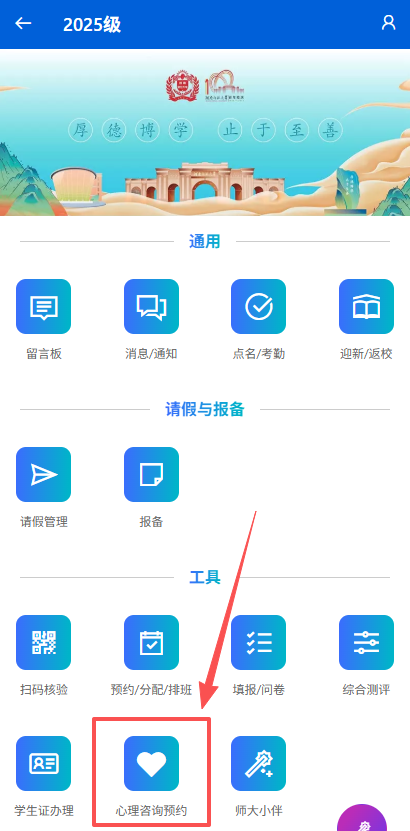 2025级
厚德博学 止于至善
通用
留言板 消息/通知 点名/考勤 迎新/返校
请假与报备
请假管理 报备
工具
扫码核验 预约/分配/排班 填报/问卷 综合测评
学生证办理 心理咨询预约 师大小伴